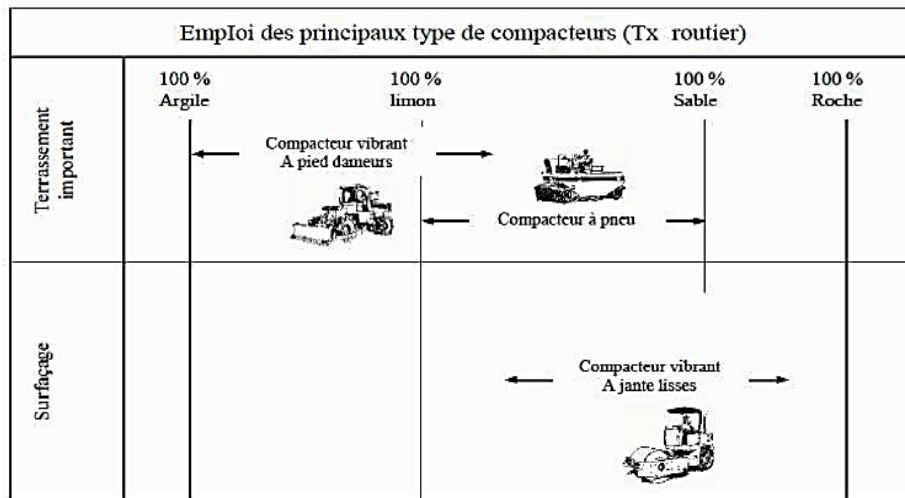 EmpIoi des principaux type de compacteurs (Tx routier)
Terrassement
important
100 %
Argile
100 %
limon
100 %
Sable
100 %
Roche
Compacteur vibrant
A pied dameurs
Compacteur à pneu
Surfaçage
Compacteur vibrant
A jante lisses